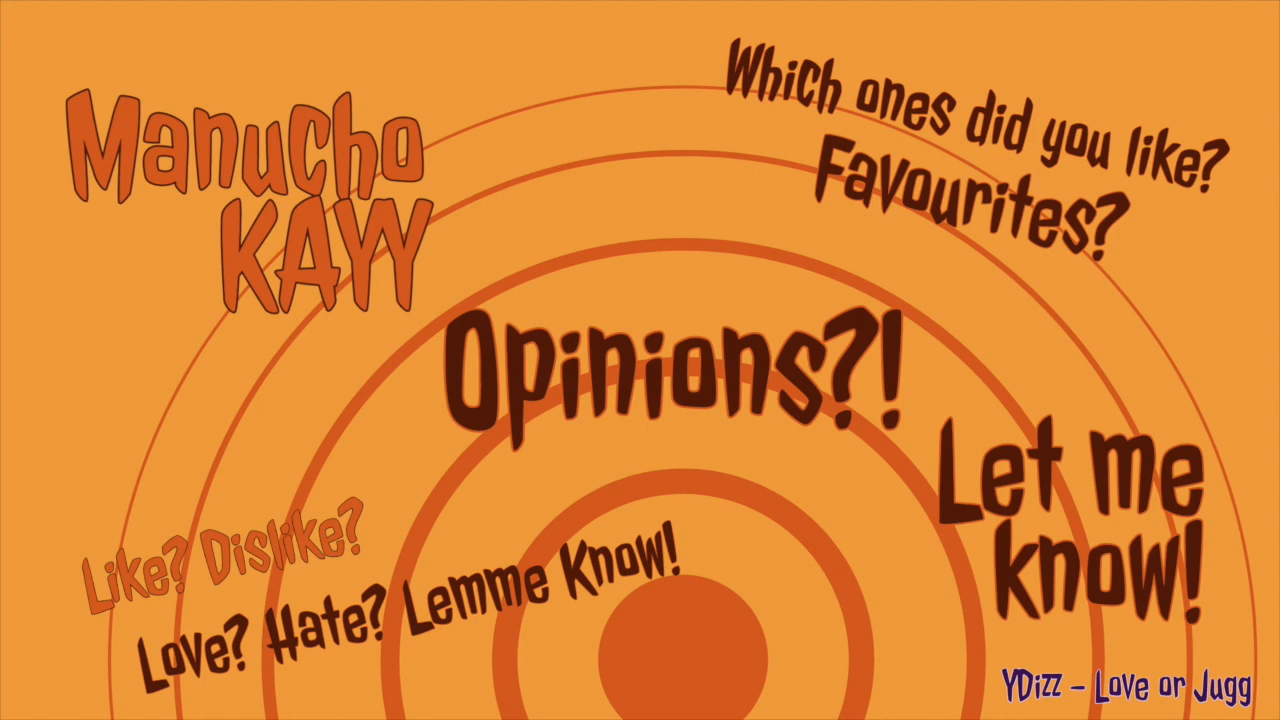 Manucho
KAYY
Which ones did you like?
Favourites?
Opinions?!
Let me
know!
Like? Dislike?
Love? Hate? Lemme Know!
YDizz - Love or Jugg